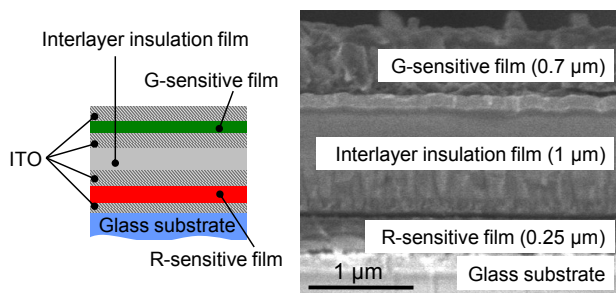 Interlayer insulation film
G-sensitive film
ITO
Glass substrate
R-sensitive film
G-sensitive film (0.7 μm)
Interlayer insulation film (1 μm)
R-sensitive film (0.25 μm)
1 μm
Glass substrate